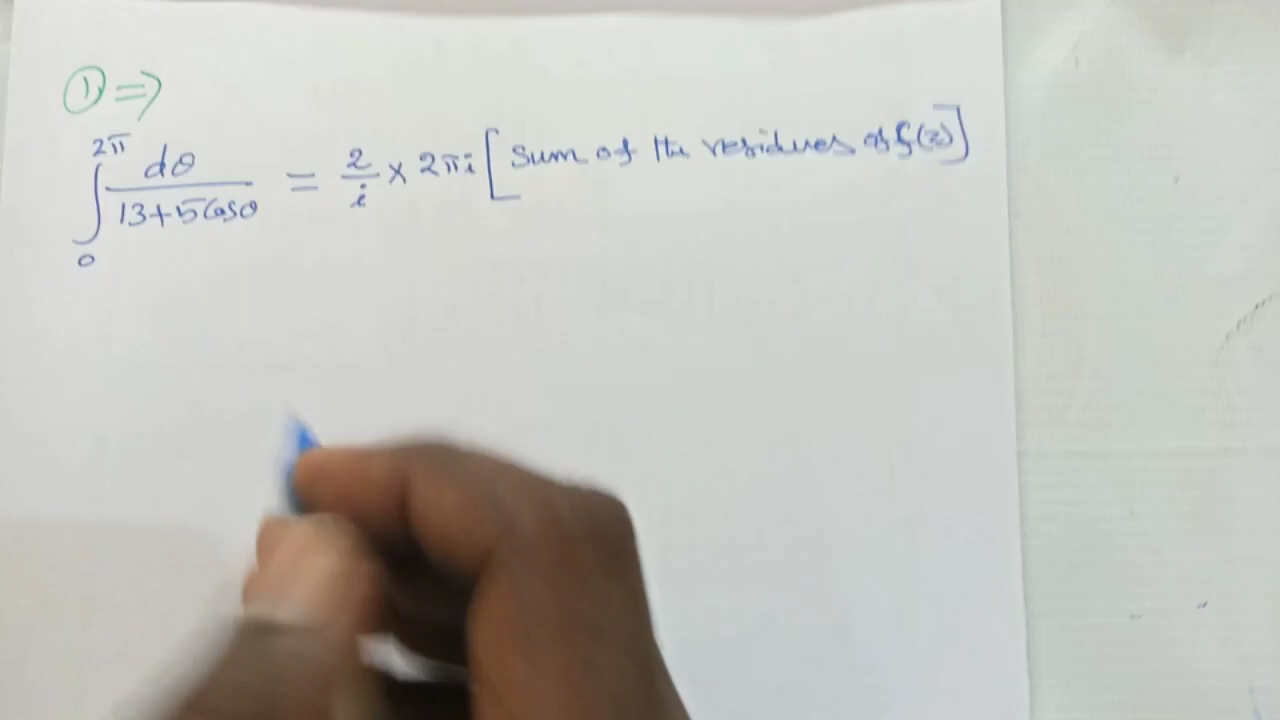 ① ⇒
∫₀^2π dθ / 13+5Cosθ = 2/i × 2πi [Sum of the residues of f(z)]